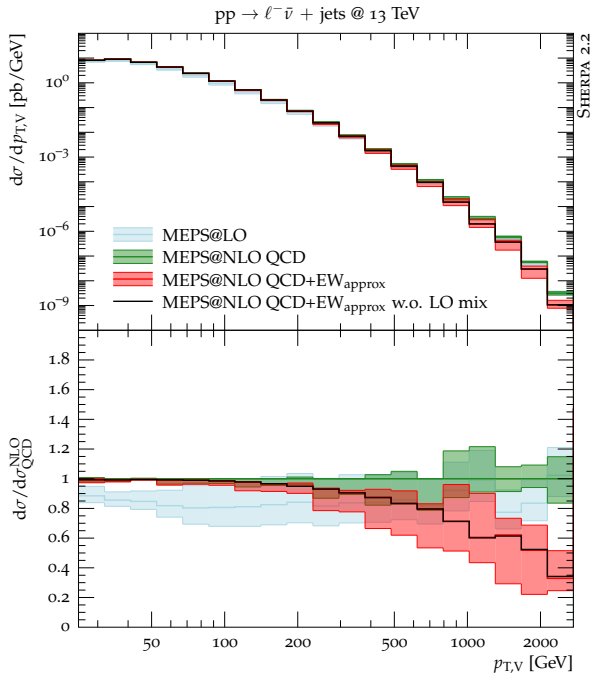 pp → ℓ⁻ν̄ + jets @ 13 TeV
SHERPA 2.2
dσ/dp_T,V [pb/GeV]
10⁰
10⁻³
10⁻⁶
10⁻⁹
MEPS@LO
MEPS@NLO QCD
MEPS@NLO QCD+EW_approx
MEPS@NLO QCD+EW_approx w.o. LO mix
dσ/dσ_QCD^NLO
1.8
1.6
1.4
1.2
1
0.8
0.6
0.4
0.2
0
50 100 200 500 1000 2000
p_T,V [GeV]